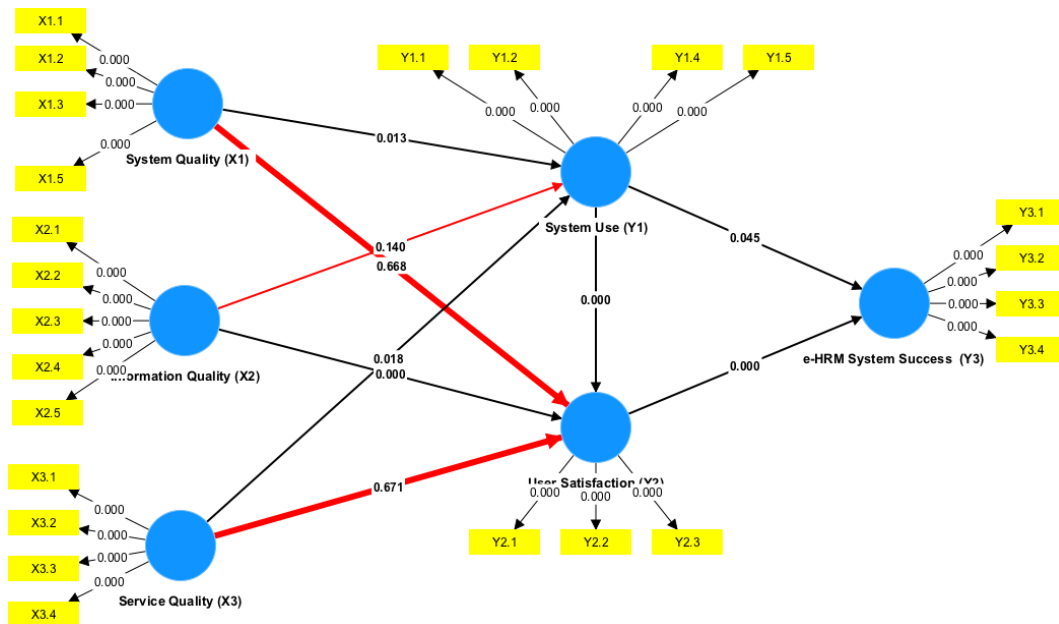 X1.1
X1.2
X1.3
X1.5
0.000
0.000
0.000
0.000
System Quality (X1)
X2.1
X2.2
X2.3
X2.4
X2.5
0.000
0.000
0.000
0.000
0.000
Information Quality (X2)
X3.1
X3.2
X3.3
X3.4
0.000
0.000
0.000
0.000
Service Quality (X3)
0.013
0.140
0.668
0.018
0.000
0.671
Y1.1
Y1.2
Y1.4
Y1.5
0.000
0.000
0.000
0.000
System Use (Y1)
0.000
User Satisfaction (Y2)
0.000
0.000
0.000
Y2.1
Y2.2
Y2.3
0.045
0.000
Y3.1
Y3.2
Y3.3
Y3.4
0.000
0.000
0.000
0.000
e-HRM System Success (Y3)